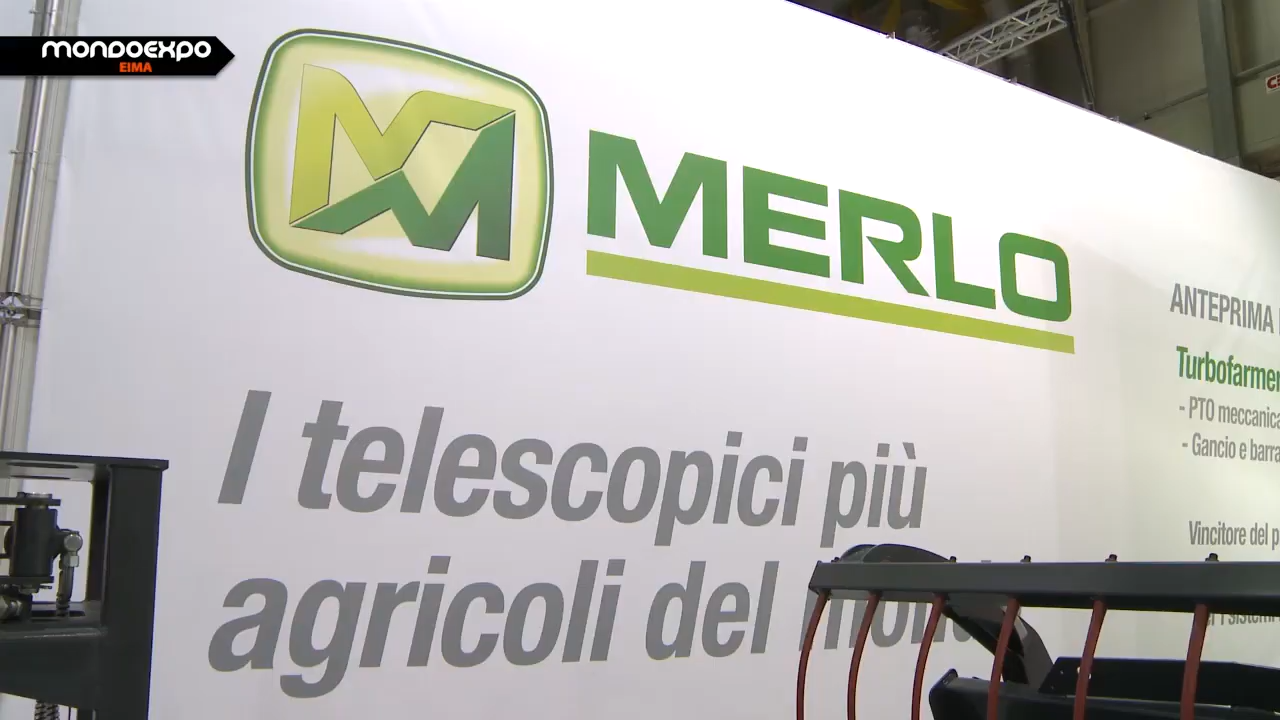 MONDOEXPO
EIMA
MERLO
I telescopici più
agricoli del
ANTEPRIMA
Turbofarmer
- PTO meccanica
- Gancio e barra
Vincitore del